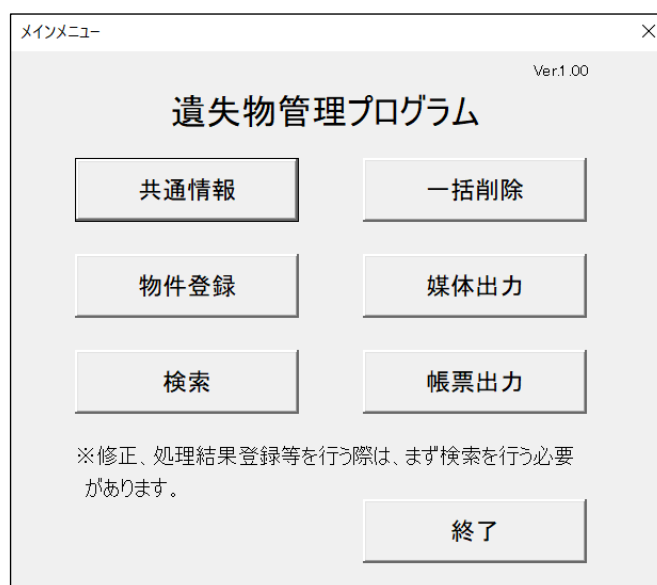 メインメニュー
Ver.1.00
遺失物管理プログラム
共通情報
一括削除
物件登録
媒体出力
検索
帳票出力
※修正、処理結果登録等を行う際は、まず検索を行う必要
があります。
終了